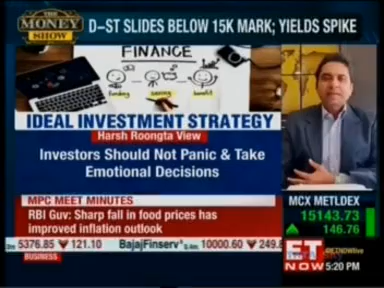 THE
MONEY
SHOW
D-ST SLIDES BELOW 15K MARK; YIELDS SPIKE
FINANCE
funding
saving
benefit
IDEAL INVESTMENT STRATEGY
Harsh Roongta View
Investors Should Not Panic & Take
Emotional Decisions
MPC MEET MINUTES
RBI Guv: Sharp fall in food prices has
improved inflation outlook
MCX METLDEX
15143.73
146.76
5376.85 121.10 BajajFinserv 10000.60 249.
BUSINESS
ET
NOW
5:20 PM